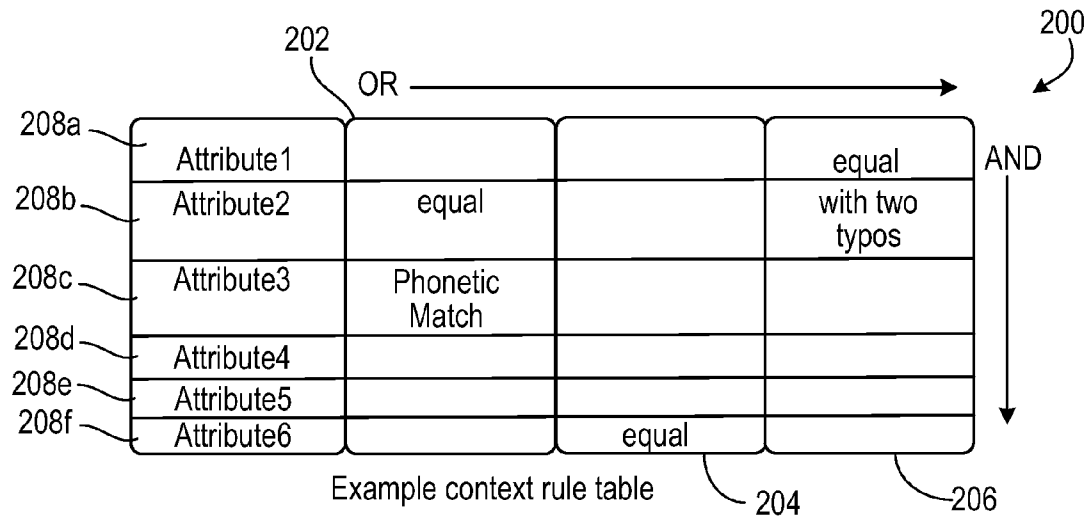 202
200
OR
208a
Attribute1
equal
AND
208b
Attribute2
equal
with two
typos
208c
Attribute3
Phonetic
Match
208d
Attribute4
208e
Attribute5
208f
Attribute6
equal
Example context rule table
204
206